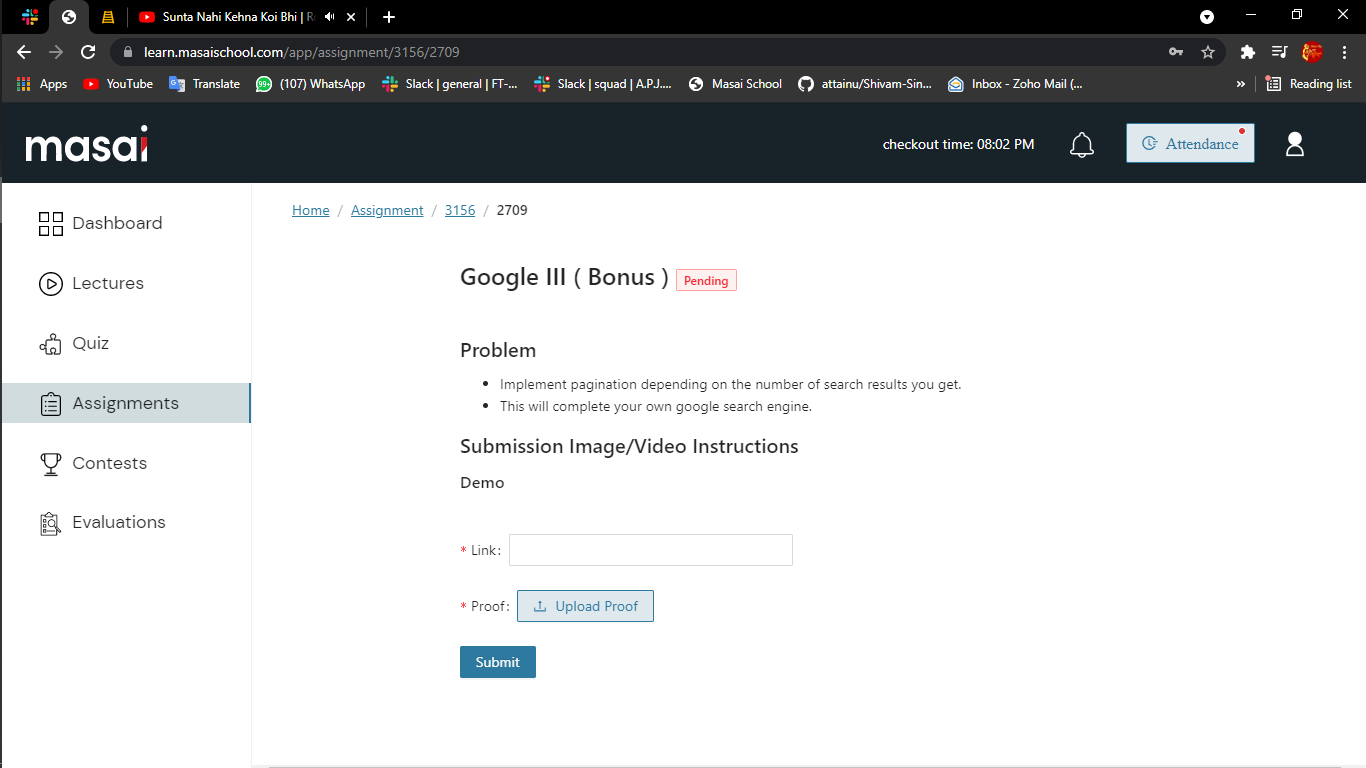 Sunta Nahi Kehna Koi Bhi |
learn.masaischool.com/app/assignment/3156/2709
Apps YouTube Translate 99+ (107) WhatsApp Slack | general | FT-... Slack | squad | A.P.J.... Masai School attainu/Shivam-Sin... Inbox - Zoho Mail (... » Reading list
masai checkout time: 08:02 PM Attendance
Home / Assignment / 3156 / 2709
Dashboard
Lectures
Quiz
Assignments
Contests
Evaluations
Google III ( Bonus ) Pending
Problem
• Implement pagination depending on the number of search results you get.
• This will complete your own google search engine.
Submission Image/Video Instructions
Demo
* Link:
* Proof: Upload Proof
Submit